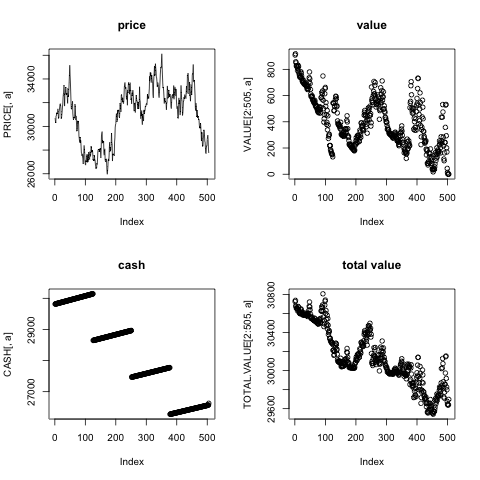 price
PRICE[, a]
26000 30000 34000
0 100 200 300 400 500
Index
value
VALUE[2:505, a]
0 200 400 600 800
0 100 200 300 400 500
Index
cash
CASH[, a]
27000 29000
0 100 200 300 400 500
Index
total value
TOTAL.VALUE[2:505, a]
29600 30000 30400 30800
0 100 200 300 400 500
Index